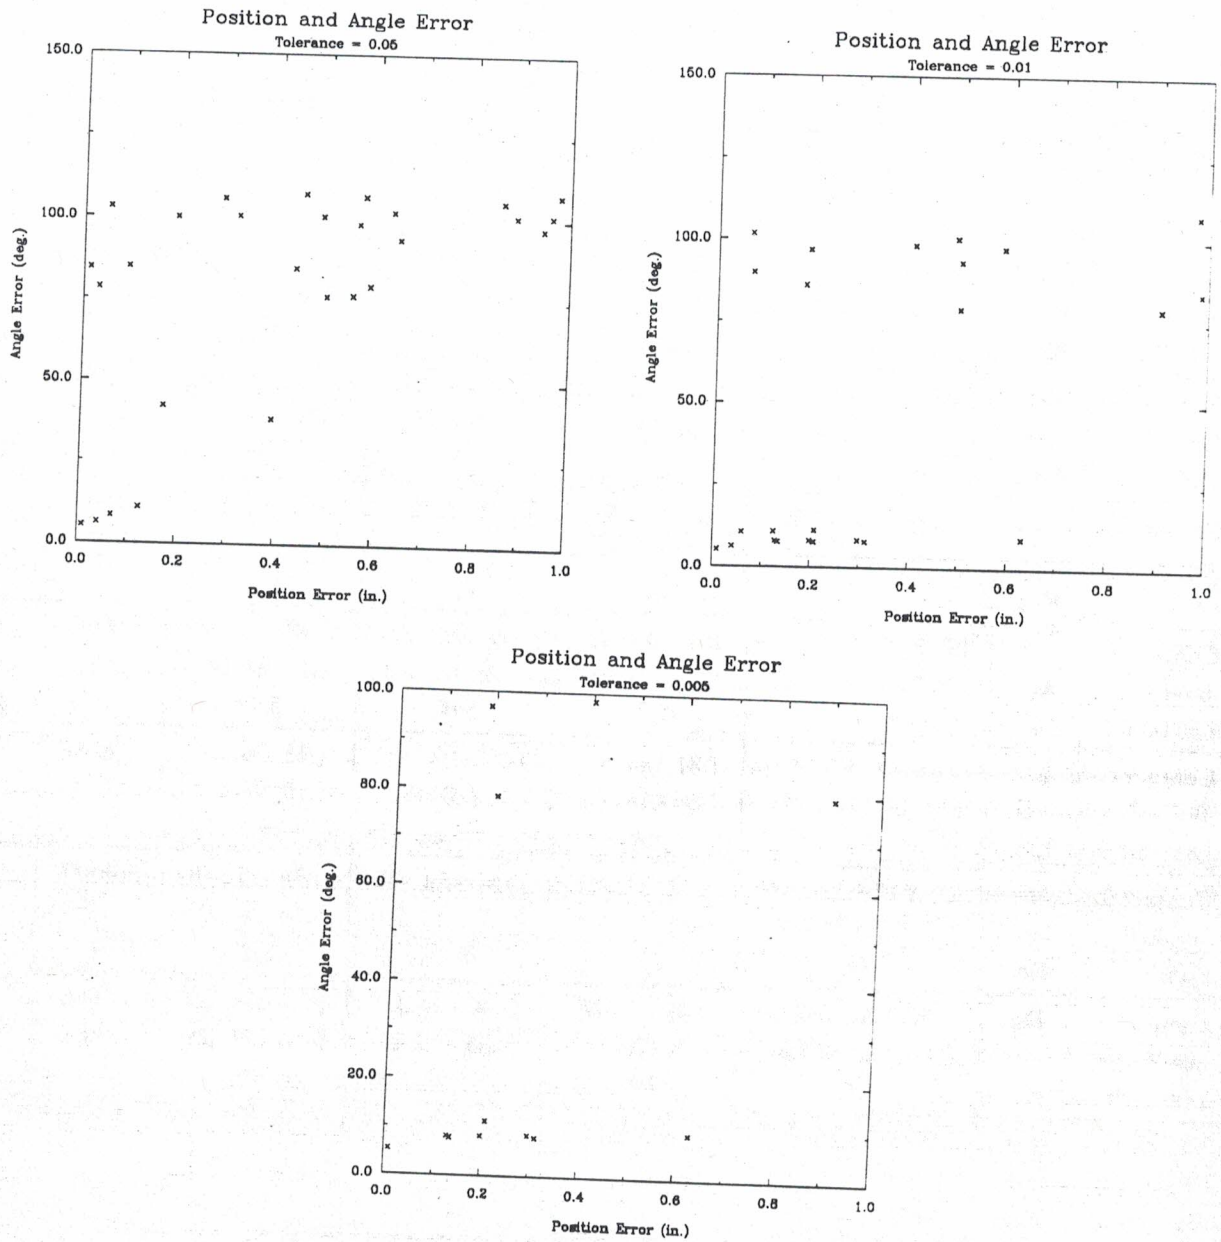 Position and Angle Error
Tolerance = 0.05
150.0
100.0
50.0
0.0
Angle Error (deg.)
0.0 0.2 0.4 0.6 0.8 1.0
Position Error (in.)
Position and Angle Error
Tolerance = 0.01
150.0
100.0
50.0
0.0
Angle Error (deg.)
0.0 0.2 0.4 0.6 0.8 1.0
Position Error (in.)
Position and Angle Error
Tolerance = 0.005
100.0
80.0
60.0
40.0
20.0
0.0
Angle Error (deg.)
0.0 0.2 0.4 0.6 0.8 1.0
Position Error (in.)